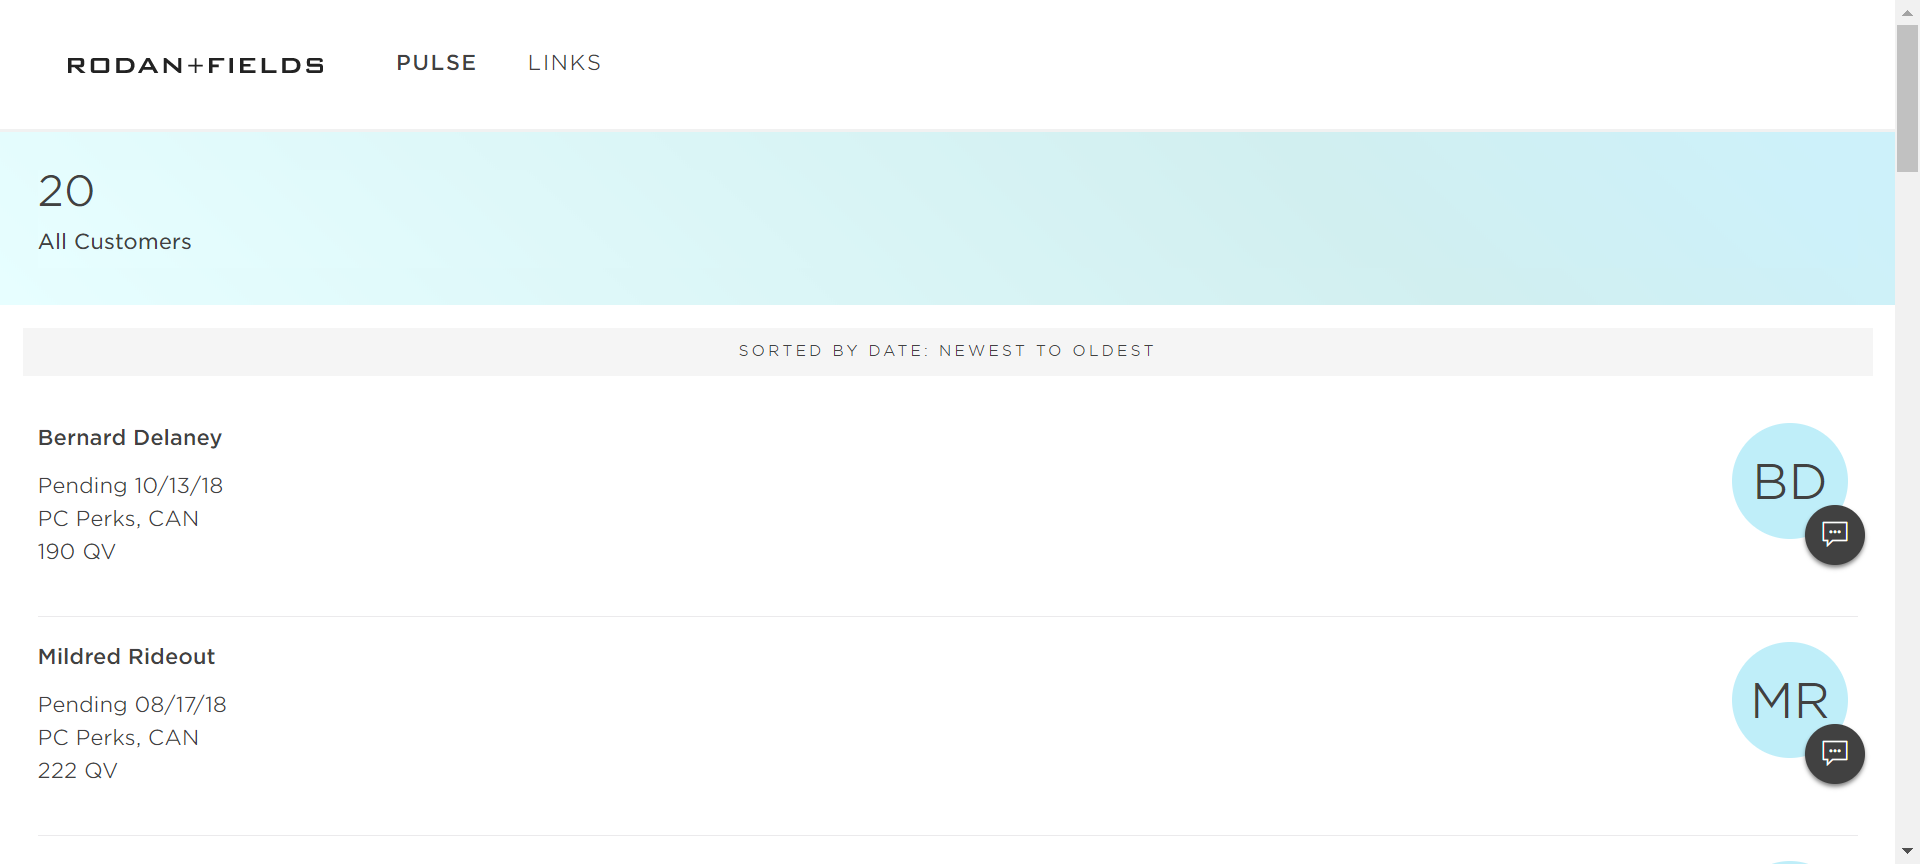 RODAN+FIELDS PULSE LINKS
20
All Customers
SORTED BY DATE: NEWEST TO OLDEST
Bernard Delaney
Pending 10/13/18
PC Perks, CAN
190 QV
BD
Mildred Rideout
Pending 08/17/18
PC Perks, CAN
222 QV
MR